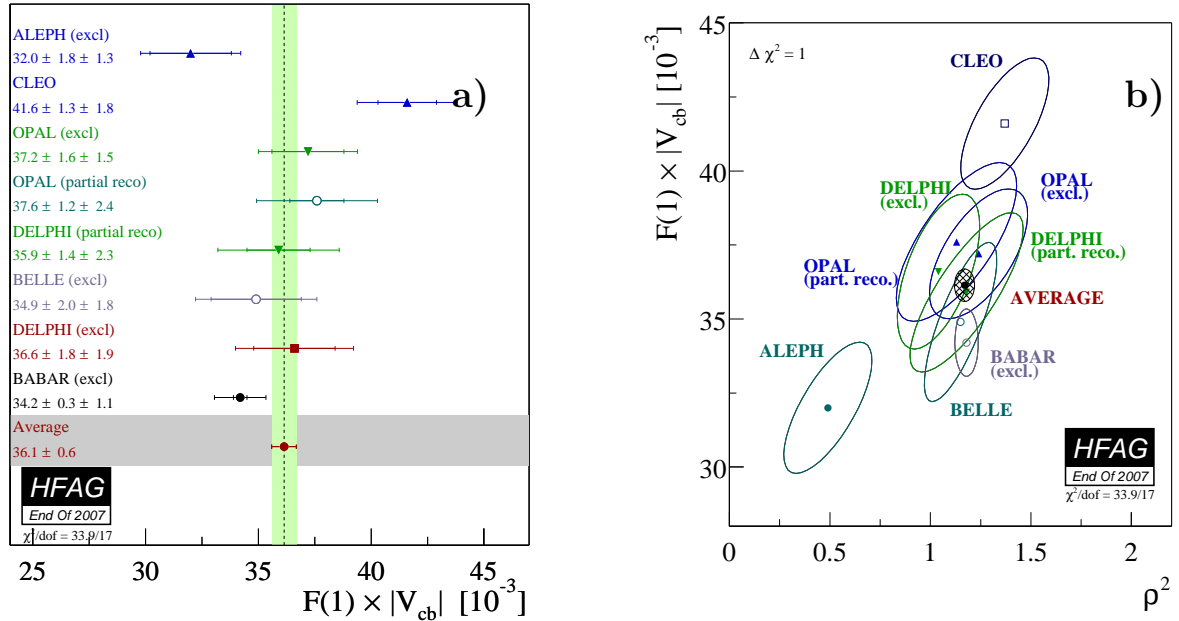 ALEPH (excl)
32.0 ± 1.8 ± 1.3
CLEO
41.6 ± 1.3 ± 1.8
OPAL (excl)
37.2 ± 1.6 ± 1.5
OPAL (partial reco)
37.6 ± 1.2 ± 2.4
DELPHI (partial reco)
35.9 ± 1.4 ± 2.3
BELLE (excl)
34.9 ± 2.0 ± 1.8
DELPHI (excl)
36.6 ± 1.8 ± 1.9
BABAR (excl)
34.2 ± 0.3 ± 1.1
Average
36.1 ± 0.6
HFAG
End Of 2007
χ²/dof = 33.9/17
a)
25 30 35 40 45
F(1) × |V_cb| [10⁻³]
F(1) × |V_cb| [10⁻³]
45
40
35
30
Δ χ² = 1
b)
CLEO
OPAL
(excl.)
DELPHI
(excl.)
DELPHI
(part. reco.)
OPAL
(part. reco.)
AVERAGE
ALEPH
BABAR
(excl.)
BELLE
HFAG
End Of 2007
χ²/dof = 33.9/17
0 0.5 1 1.5 2
ρ²